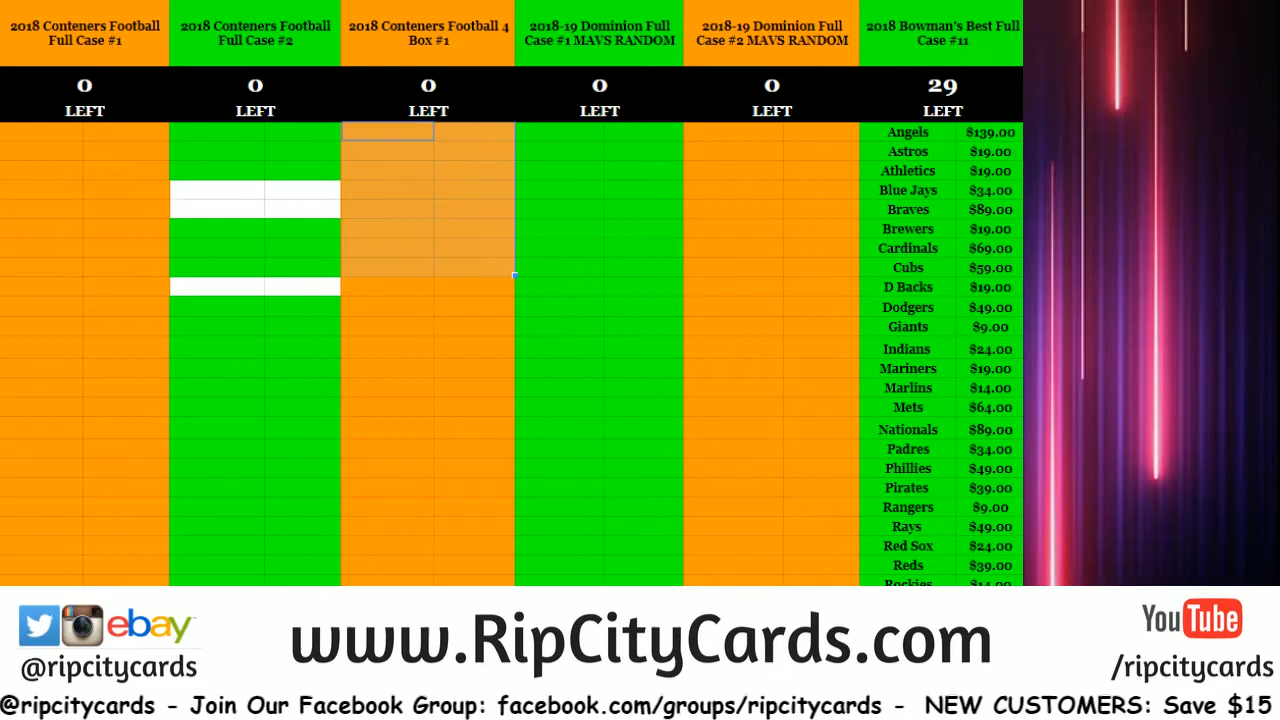 2018 Conteners Football
Full Case #1
2018 Conteners Football
Full Case #2
2018 Conteners Football 4
Box #1
2018-19 Dominion Full
Case #1 MAVS RANDOM
2018-19 Dominion Full
Case #2 MAVS RANDOM
2018 Bowman's Best Full
Case #11
0 0 0 0 0 29
LEFT LEFT LEFT LEFT LEFT LEFT
Angels $139.00
Astros $19.00
Athletics $19.00
Blue Jays $34.00
Braves $89.00
Brewers $19.00
Cardinals $69.00
Cubs $59.00
D Backs $19.00
Dodgers $49.00
Giants $9.00
Indians $24.00
Mariners $19.00
Marlins $14.00
Mets $64.00
Nationals $89.00
Padres $34.00
Phillies $49.00
Pirates $39.00
Rangers $9.00
Rays $49.00
Red Sox $24.00
Reds $39.00
Rockies $14.00
ebay
@ripcitycards
www.RipCityCards.com
YouTube
/ripcitycards
@ripcitycards - Join Our Facebook Group: facebook.com/groups/ripcitycards - NEW CUSTOMERS: Save $15